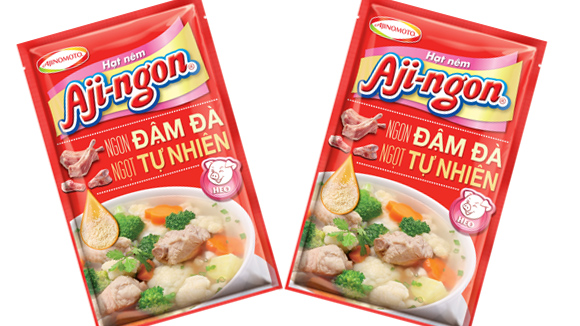 AJINOMOTO
Hạt nêm
Aji-ngon®
NGON ĐẬM ĐÀ
NGỌT TỰ NHIÊN
HEO
AJINOMOTO
Hạt nêm
Aji-ngon®
NGON ĐẬM ĐÀ
NGỌT TỰ NHIÊN
HEO